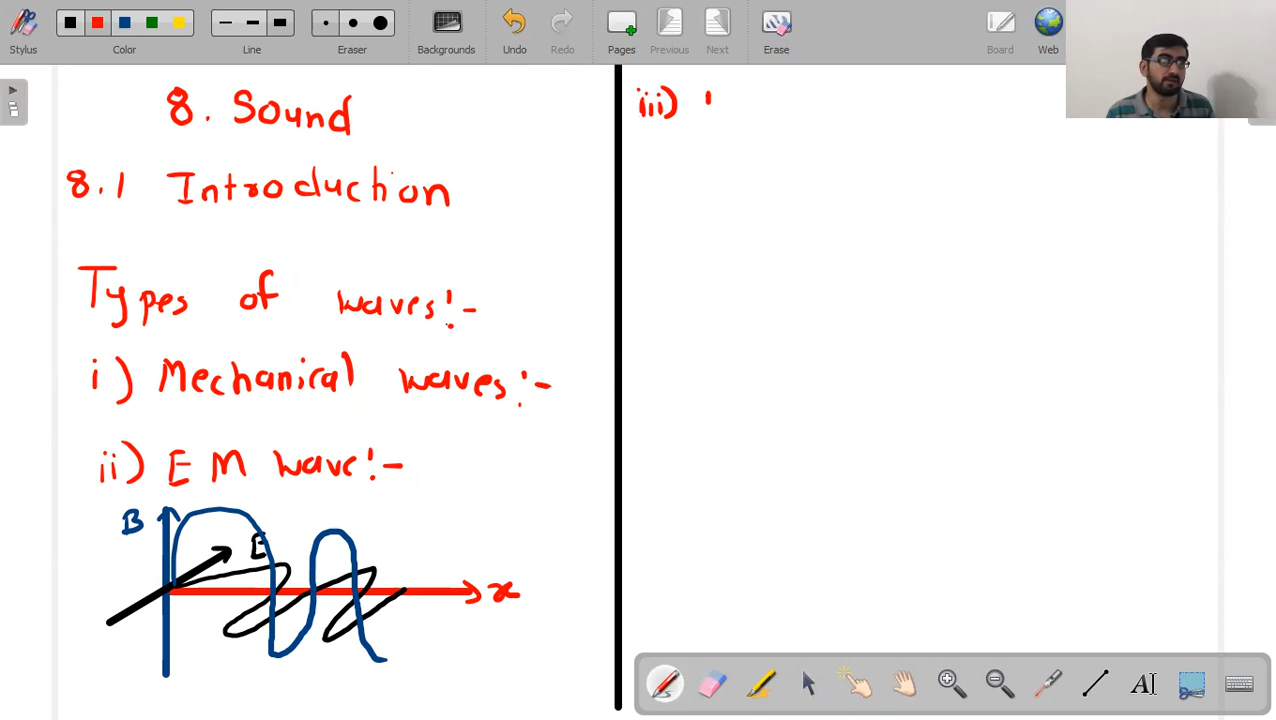 Stylus
Color
Line
Eraser
Backgrounds
Undo
Redo
Pages
Previous
Next
Erase
Board
Web
8. Sound
8.1 Introduction
Types of waves:-
i) Mechanical waves:-
ii) EM wave:-
B
E
x
iii)